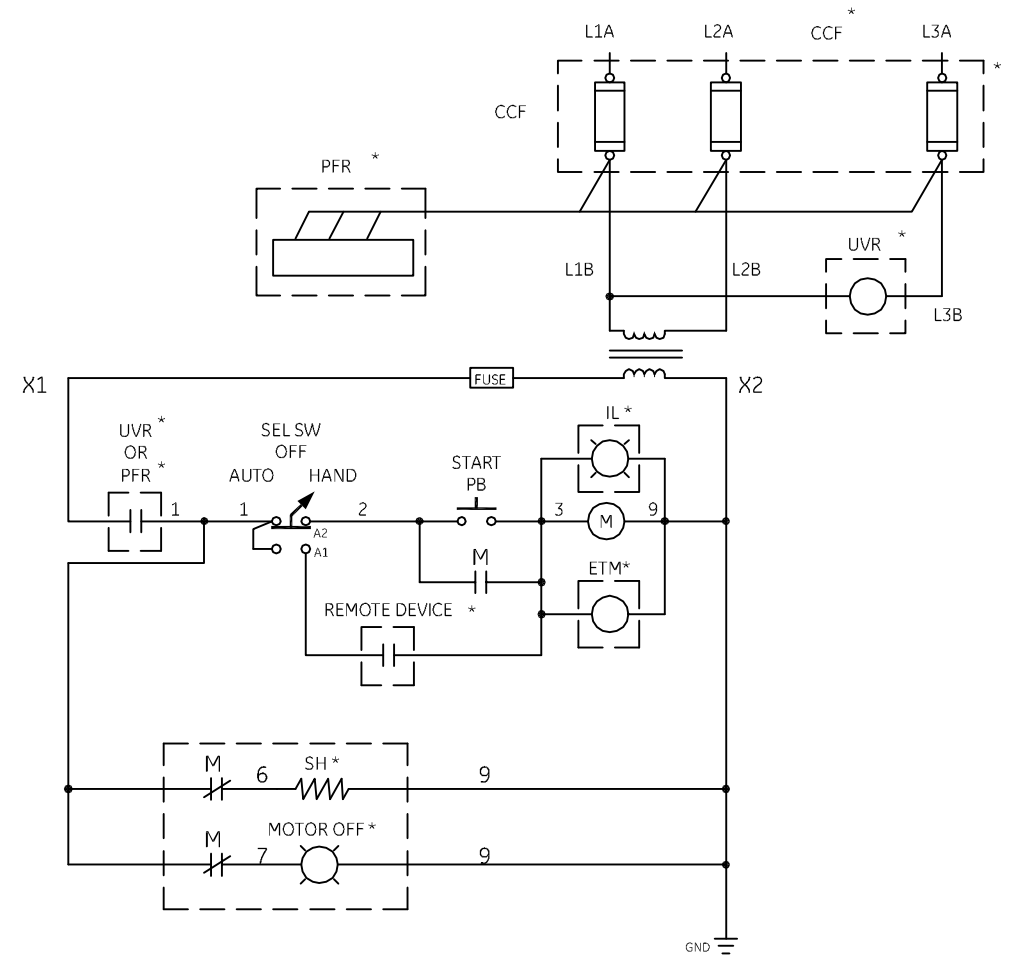 L1A L2A CCF * L3A
*
CCF
PFR *
UVR *
L1B L2B
L3B
X1 FUSE X2
IL *
UVR *
OR
PFR *
SEL SW
OFF
AUTO HAND
START
PB
1 1 2 3 M 9
A2
A1
M
ETM*
REMOTE DEVICE *
M 6 SH * 9
MOTOR OFF *
M 7 9
GND